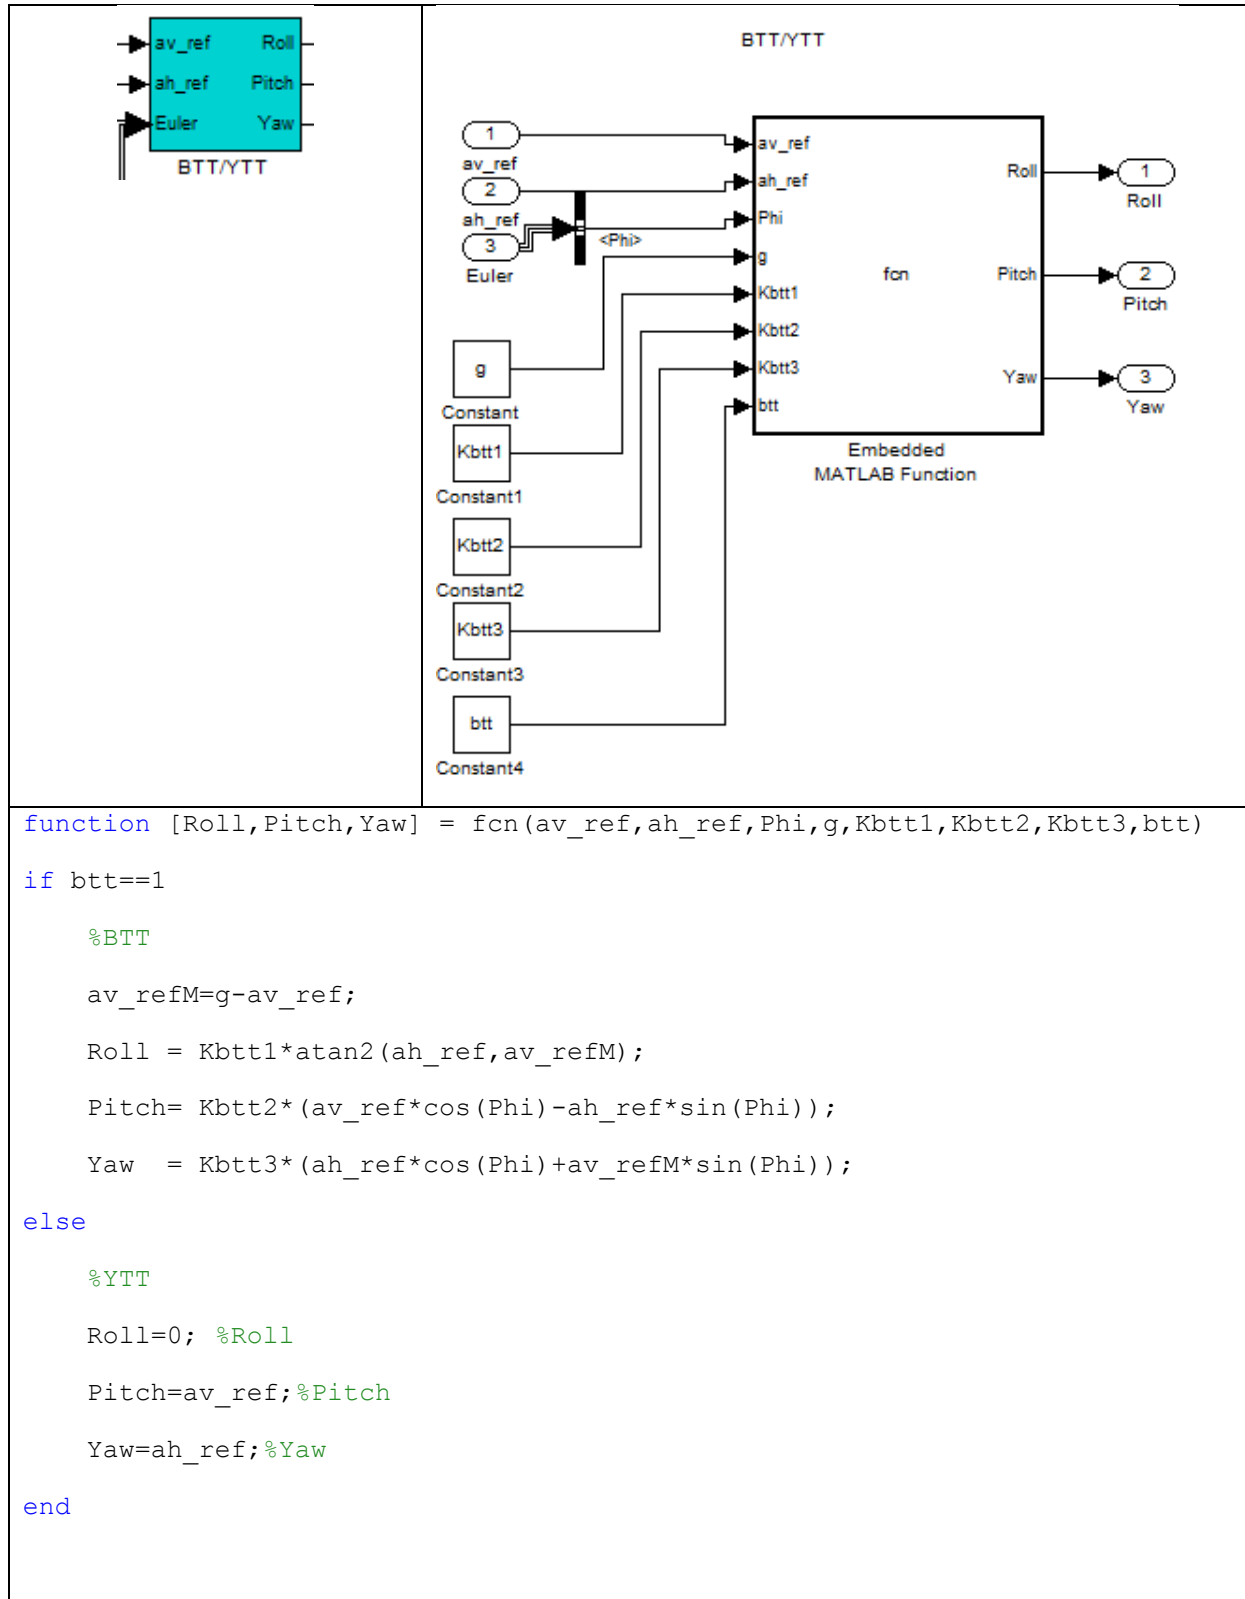 av_ref Roll
ah_ref Pitch
Euler Yaw
BTT/YTT
BTT/YTT
1
av_ref
2
ah_ref
3
Euler
<Phi>
g
Constant
Kbtt1
Constant1
Kbtt2
Constant2
Kbtt3
Constant3
btt
Constant4
av_ref
ah_ref
Phi
g
Kbtt1
Kbtt2
Kbtt3
btt
fcn
Roll
Pitch
Yaw
Embedded
MATLAB Function
1
Roll
2
Pitch
3
Yaw
function [Roll,Pitch,Yaw] = fcn(av_ref,ah_ref,Phi,g,Kbtt1,Kbtt2,Kbtt3,btt)
if btt==1
%BTT
av_refM=g-av_ref;
Roll = Kbtt1*atan2(ah_ref,av_refM);
Pitch= Kbtt2*(av_ref*cos(Phi)-ah_ref*sin(Phi));
Yaw  = Kbtt3*(ah_ref*cos(Phi)+av_refM*sin(Phi));
else
%YTT
Roll=0; %Roll
Pitch=av_ref;%Pitch
Yaw=ah_ref;%Yaw
end